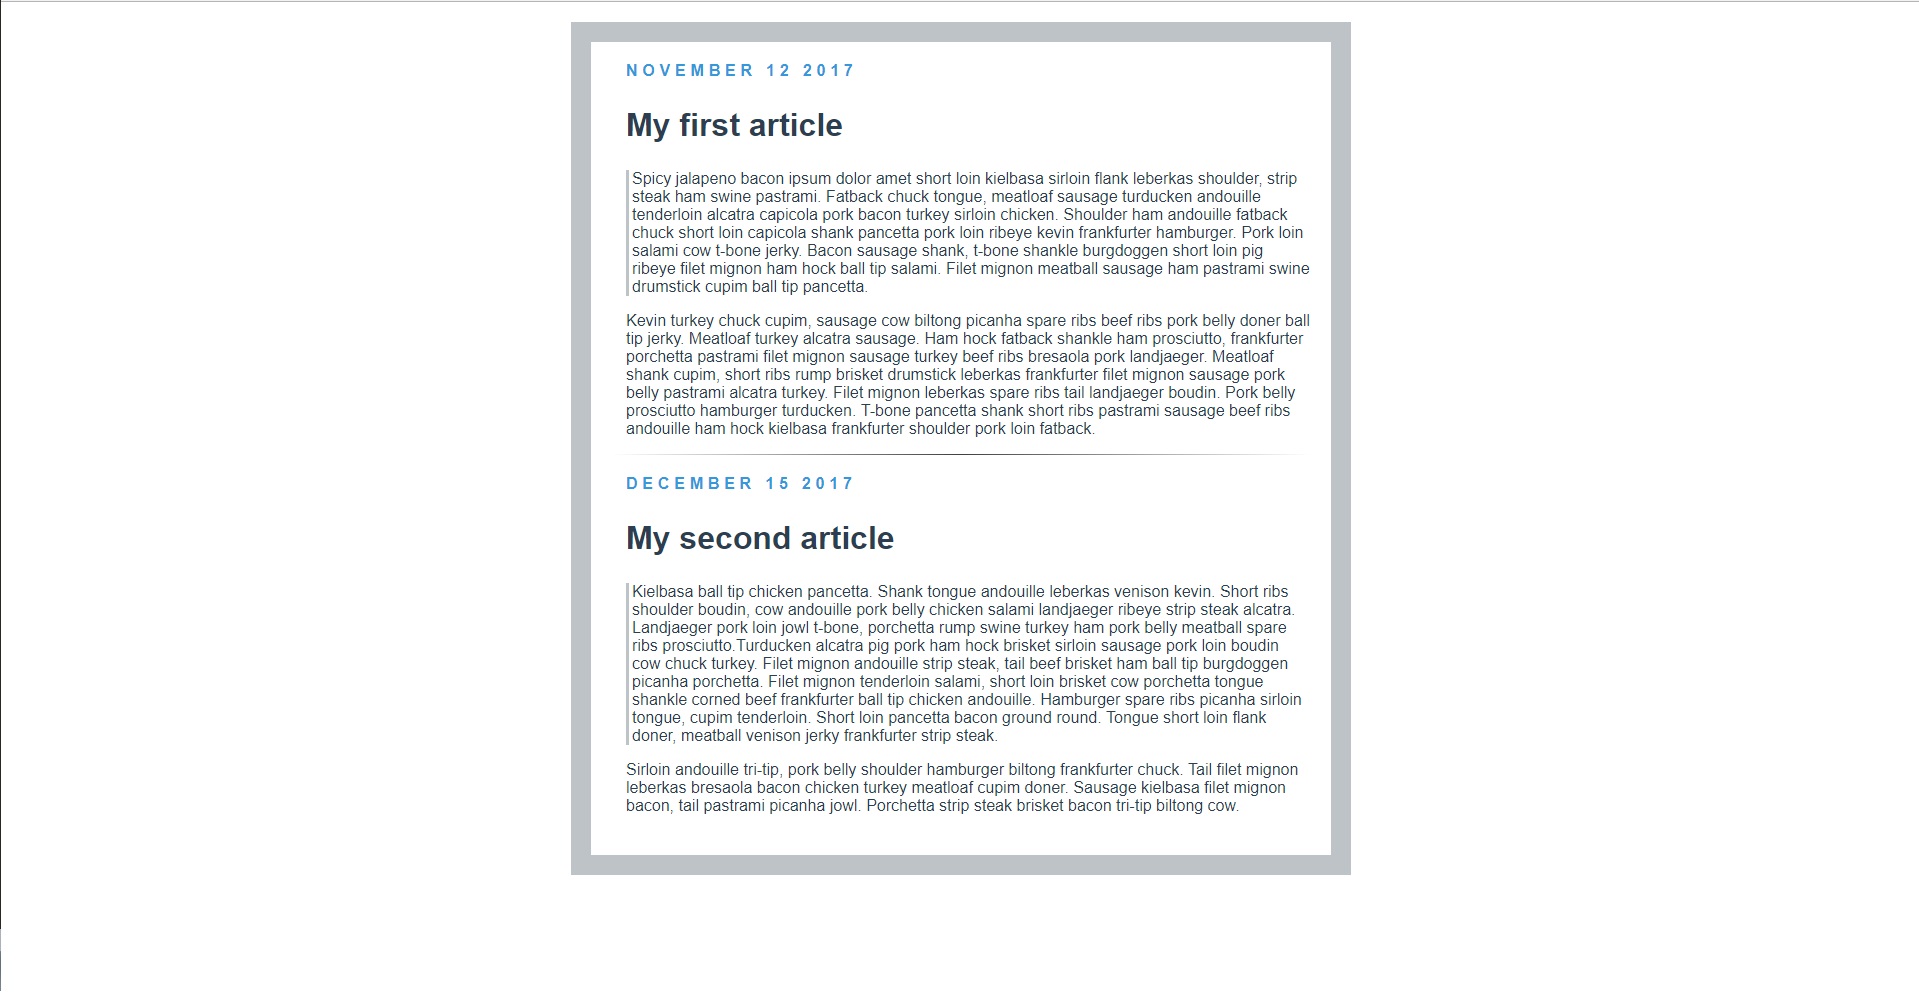 NOVEMBER 12 2017
My first article
Spicy jalapeno bacon ipsum dolor amet short loin kielbasa sirloin flank leberkas shoulder, strip
steak ham swine pastrami. Fatback chuck tongue, meatloaf sausage turducken andouille
tenderloin alcatra capicola pork bacon turkey sirloin chicken. Shoulder ham andouille fatback
chuck short loin capicola shank pancetta pork loin ribeye kevin frankfurter hamburger. Pork loin
salami cow t-bone jerky. Bacon sausage shank, t-bone shankle burgdoggen short loin pig
ribeye filet mignon ham hock ball tip salami. Filet mignon meatball sausage ham pastrami swine
drumstick cupim ball tip pancetta.
Kevin turkey chuck cupim, sausage cow biltong picanha spare ribs beef ribs pork belly doner ball
tip jerky. Meatloaf turkey alcatra sausage. Ham hock fatback shankle ham prosciutto, frankfurter
porchetta pastrami filet mignon sausage turkey beef ribs bresaola pork landjaeger. Meatloaf
shank cupim, short ribs rump brisket drumstick leberkas frankfurter filet mignon sausage pork
belly pastrami alcatra turkey. Filet mignon leberkas spare ribs tail landjaeger boudin. Pork belly
prosciutto hamburger turducken. T-bone pancetta shank short ribs pastrami sausage beef ribs
andouille ham hock kielbasa frankfurter shoulder pork loin fatback.
DECEMBER 15 2017
My second article
Kielbasa ball tip chicken pancetta. Shank tongue andouille leberkas venison kevin. Short ribs
shoulder boudin, cow andouille pork belly chicken salami landjaeger ribeye strip steak alcatra.
Landjaeger pork loin jowl t-bone, porchetta rump swine turkey ham pork belly meatball spare
ribs prosciutto.Turducken alcatra pig pork ham hock brisket sirloin sausage pork loin boudin
cow chuck turkey. Filet mignon andouille strip steak, tail beef brisket ham ball tip burgdoggen
picanha porchetta. Filet mignon tenderloin salami, short loin brisket cow porchetta tongue
shankle corned beef frankfurter ball tip chicken andouille. Hamburger spare ribs picanha sirloin
tongue, cupim tenderloin. Short loin pancetta bacon ground round. Tongue short loin flank
doner, meatball venison jerky frankfurter strip steak.
Sirloin andouille tri-tip, pork belly shoulder hamburger biltong frankfurter chuck. Tail filet mignon
leberkas bresaola bacon chicken turkey meatloaf cupim doner. Sausage kielbasa filet mignon
bacon, tail pastrami picanha jowl. Porchetta strip steak brisket bacon tri-tip biltong cow.